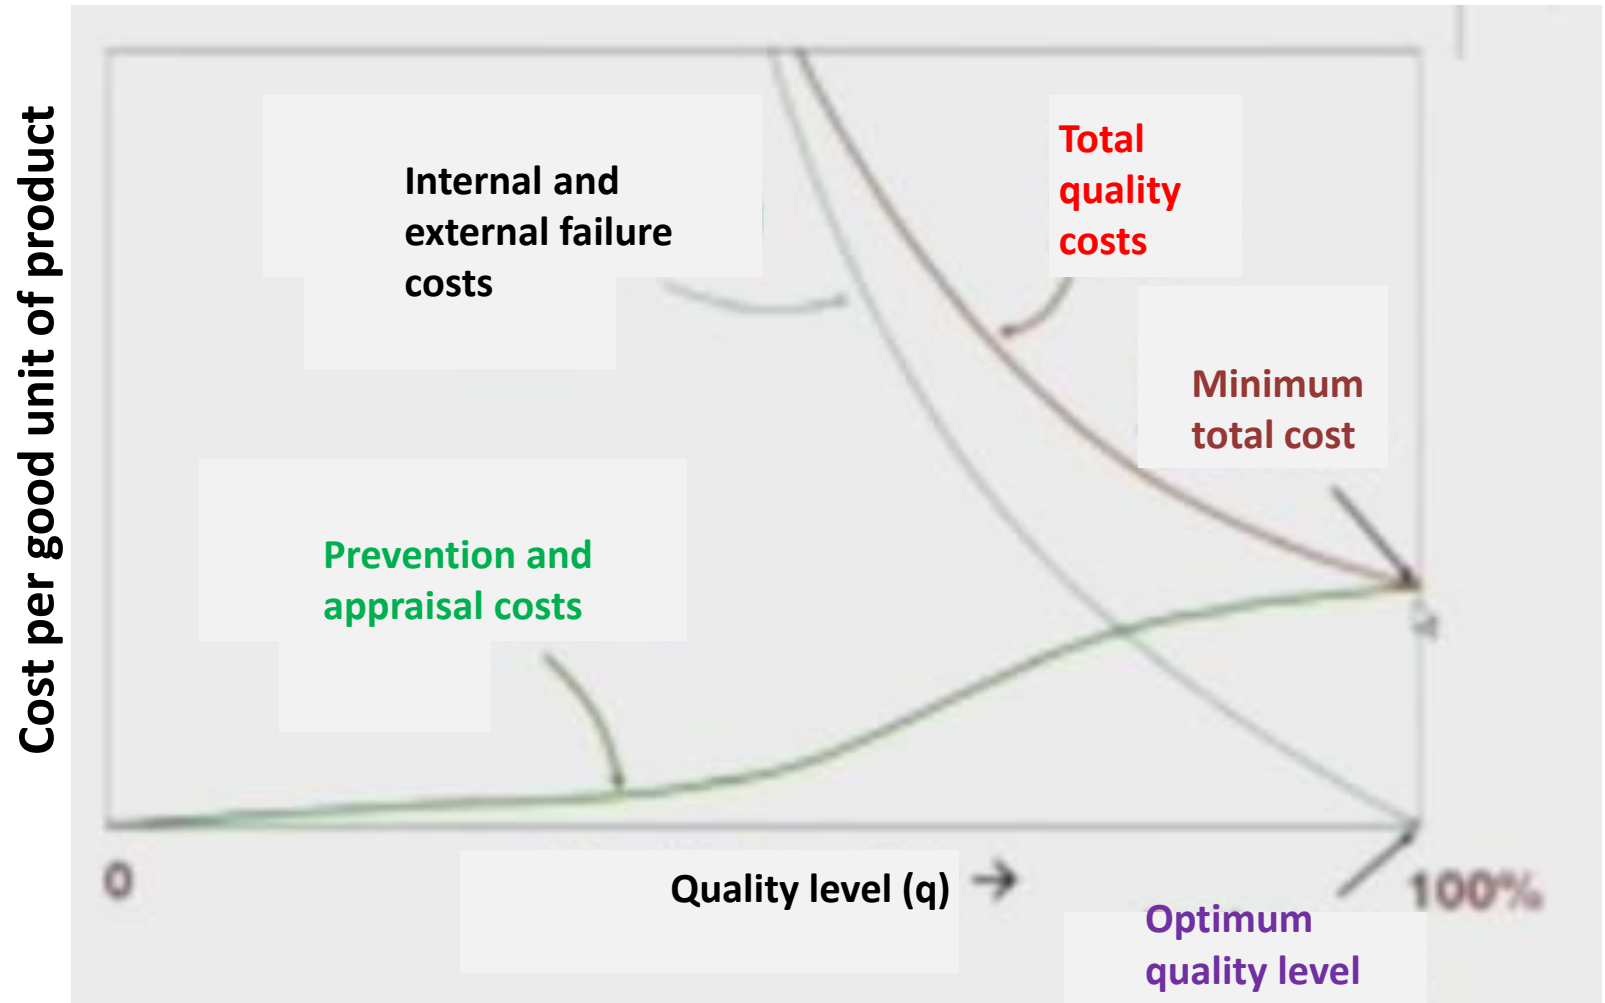 Cost per good unit of product
Internal and
external failure
costs
Total
quality
costs
Minimum
total cost
Prevention and
appraisal costs
0
Quality level (q) →
100%
Optimum
quality level